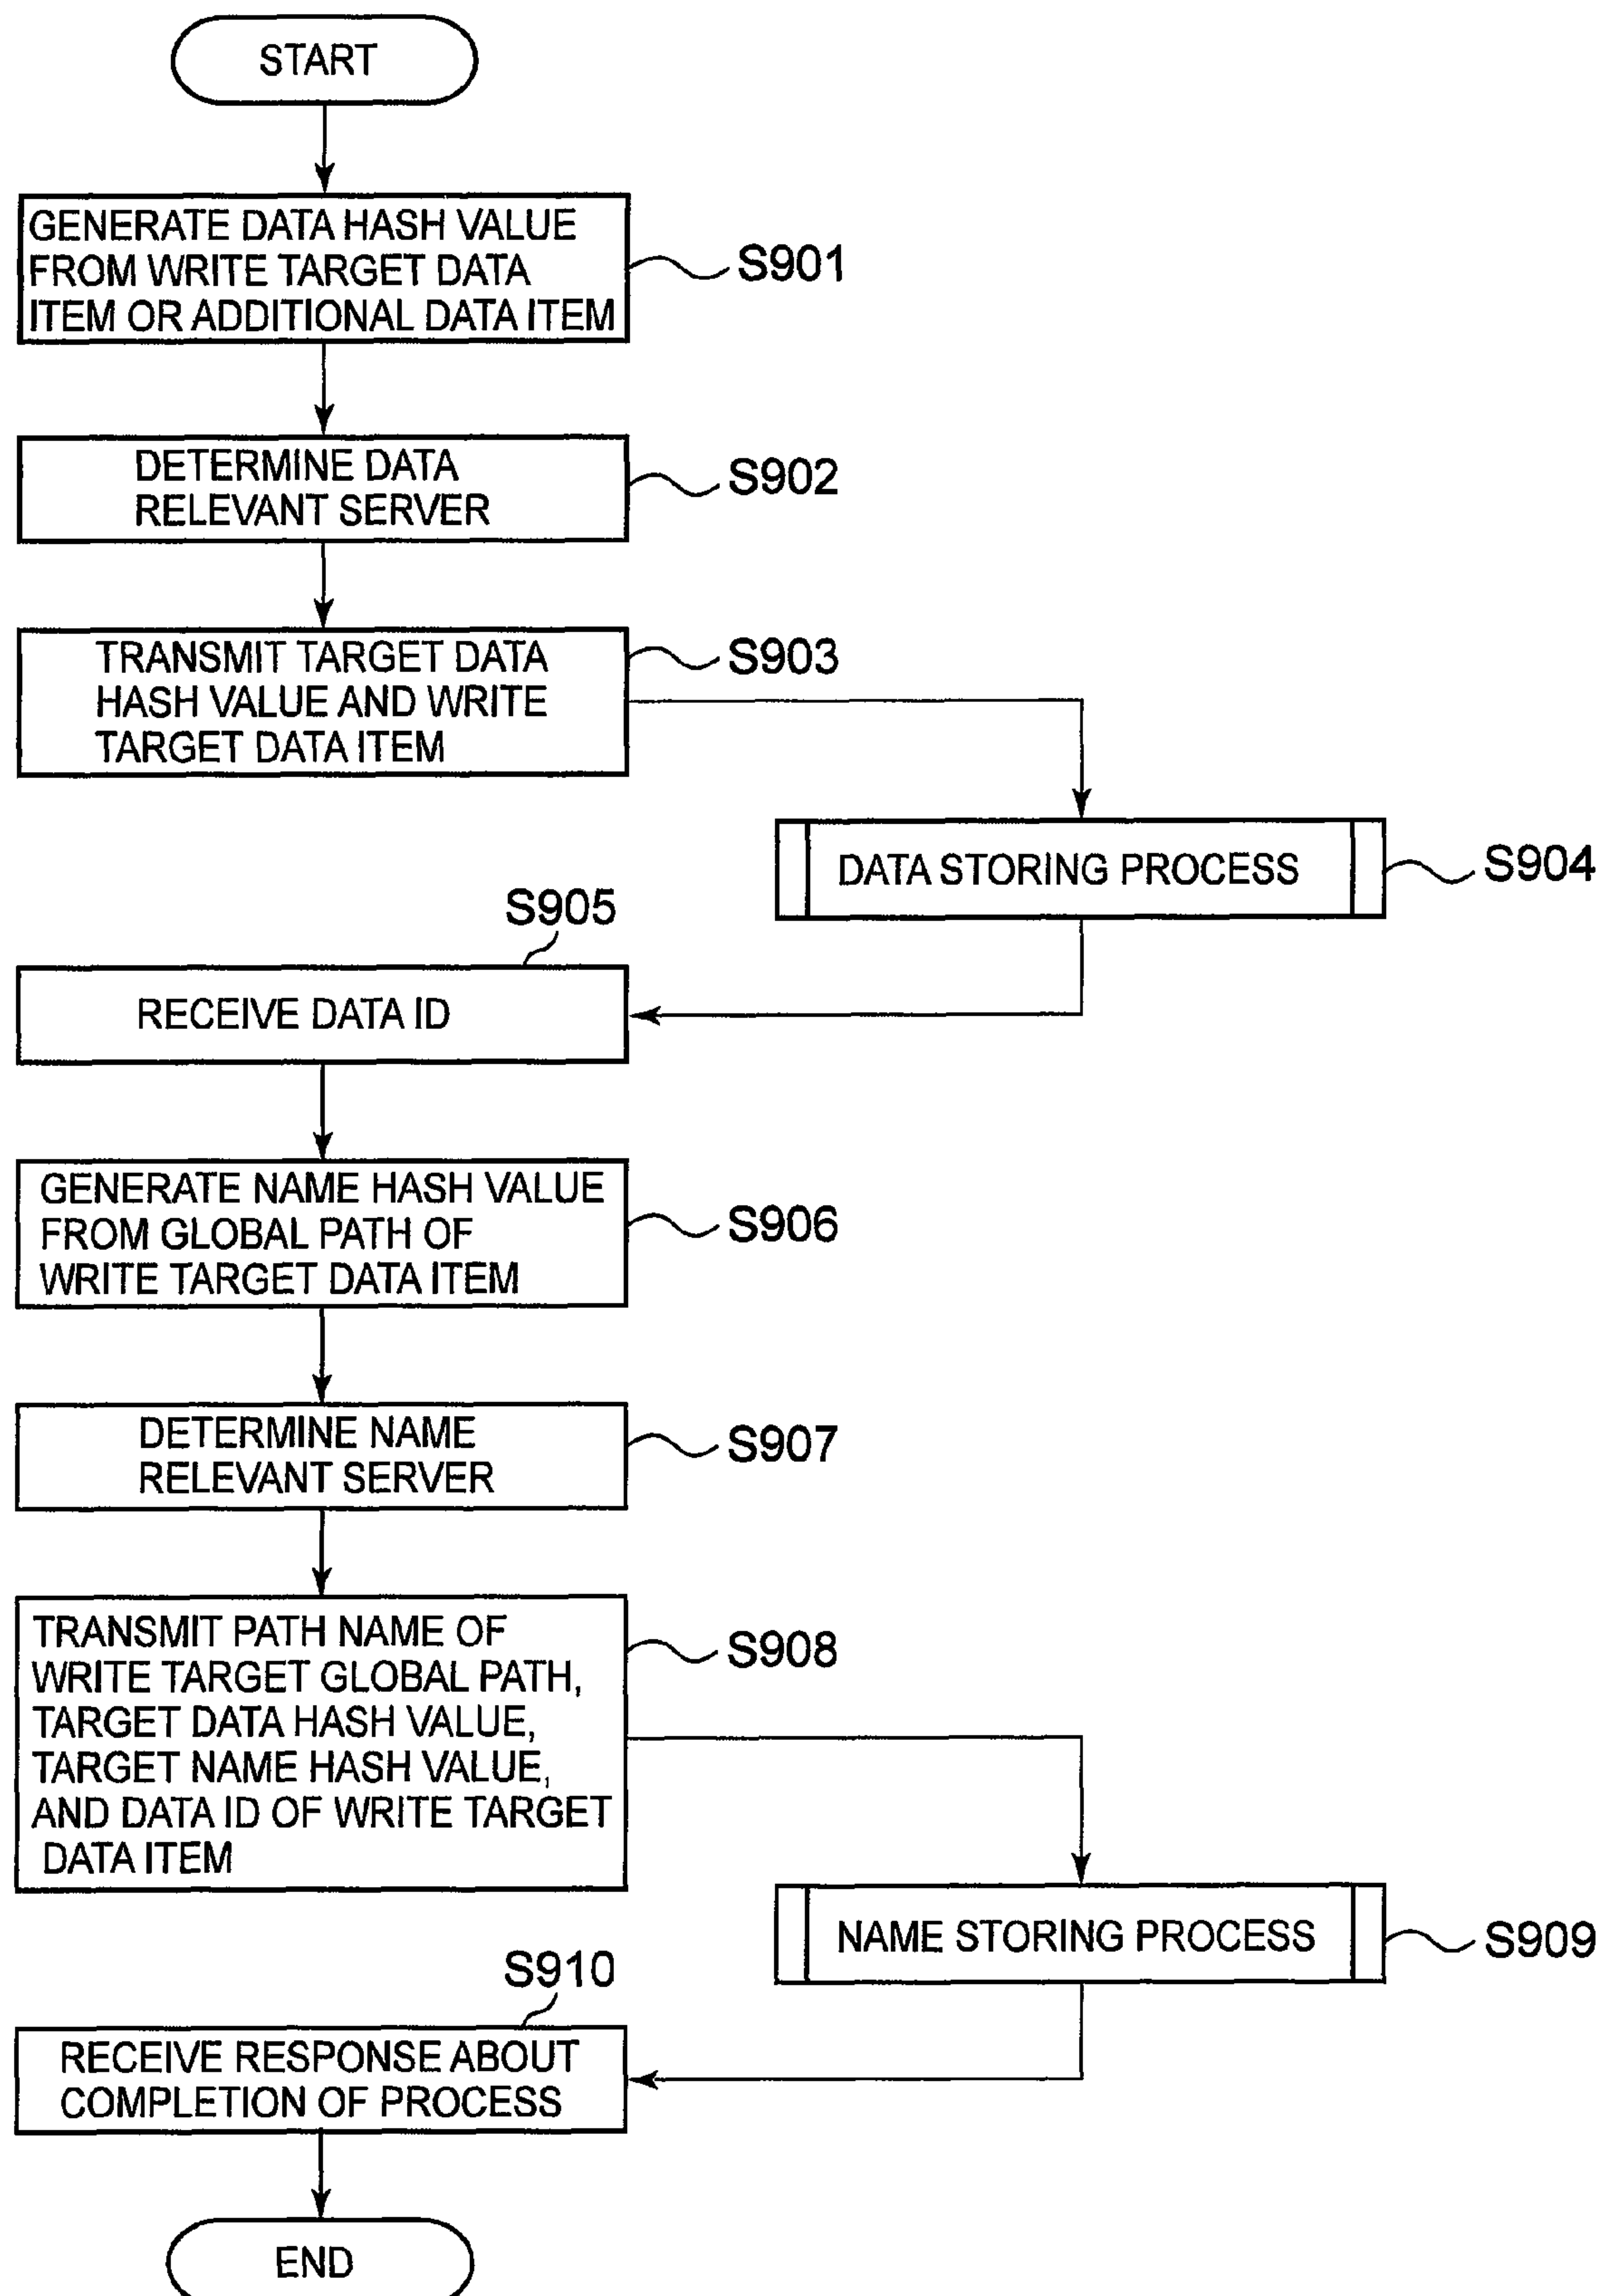 START
GENERATE DATA HASH VALUE
FROM WRITE TARGET DATA
ITEM OR ADDITIONAL DATA ITEM
S901
DETERMINE DATA
RELEVANT SERVER
S902
TRANSMIT TARGET DATA
HASH VALUE AND WRITE
TARGET DATA ITEM
S903
DATA STORING PROCESS
S904
S905
RECEIVE DATA ID
GENERATE NAME HASH VALUE
FROM GLOBAL PATH OF
WRITE TARGET DATA ITEM
S906
DETERMINE NAME
RELEVANT SERVER
S907
TRANSMIT PATH NAME OF
WRITE TARGET GLOBAL PATH,
TARGET DATA HASH VALUE,
TARGET NAME HASH VALUE,
AND DATA ID OF WRITE TARGET
DATA ITEM
S908
NAME STORING PROCESS
S909
S910
RECEIVE RESPONSE ABOUT
COMPLETION OF PROCESS
END